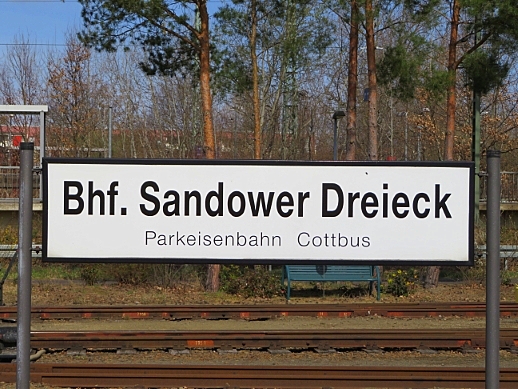 Bhf. Sandower Dreieck
Parkeisenbahn Cottbus